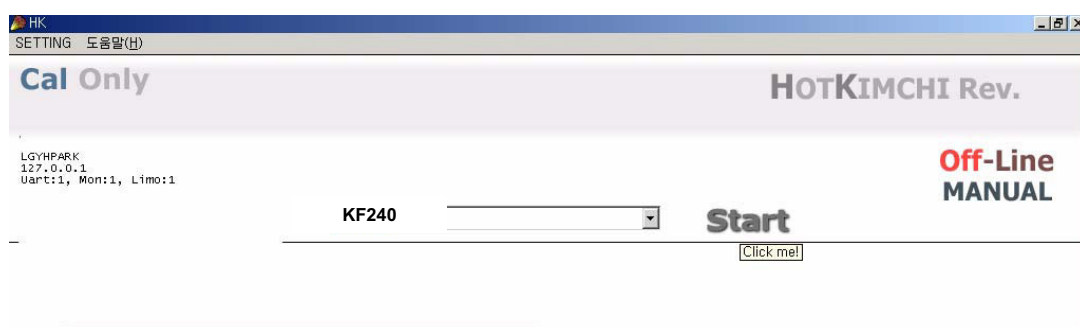 HK
SETTING 도움말(H)
Cal Only
HOTKIMCHI Rev.
LGYHPARK
127.0.0.1
Uart:1, Mon:1, Limo:1
Off-Line
MANUAL
KF240
Start
Click me!